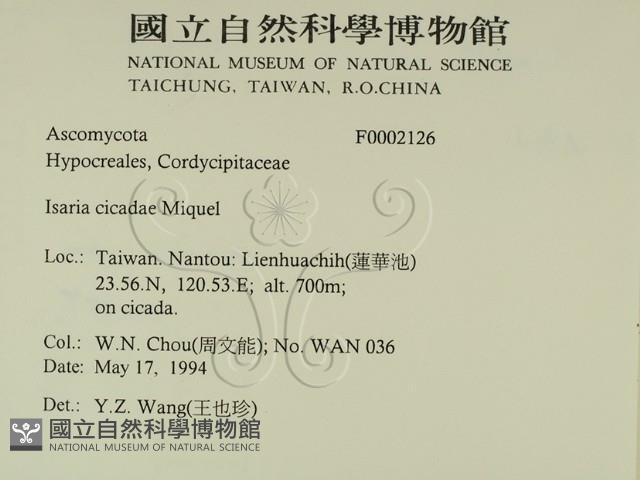 國立自然科學博物館
NATIONAL MUSEUM OF NATURAL SCIENCE
TAICHUNG, TAIWAN, R.O.CHINA
Ascomycota F0002126
Hypocreales, Cordycipitaceae
Isaria cicadae Miquel
Loc.: Taiwan. Nantou: Lienhuachih(蓮華池)
23.56.N, 120.53.E; alt. 700m;
on cicada.
Col.: W.N. Chou(周文能); No. WAN 036
Date: May 17, 1994
Det.: Y.Z. Wang(王也珍)
國立自然科學博物館
NATIONAL MUSEUM OF NATURAL SCIENCE